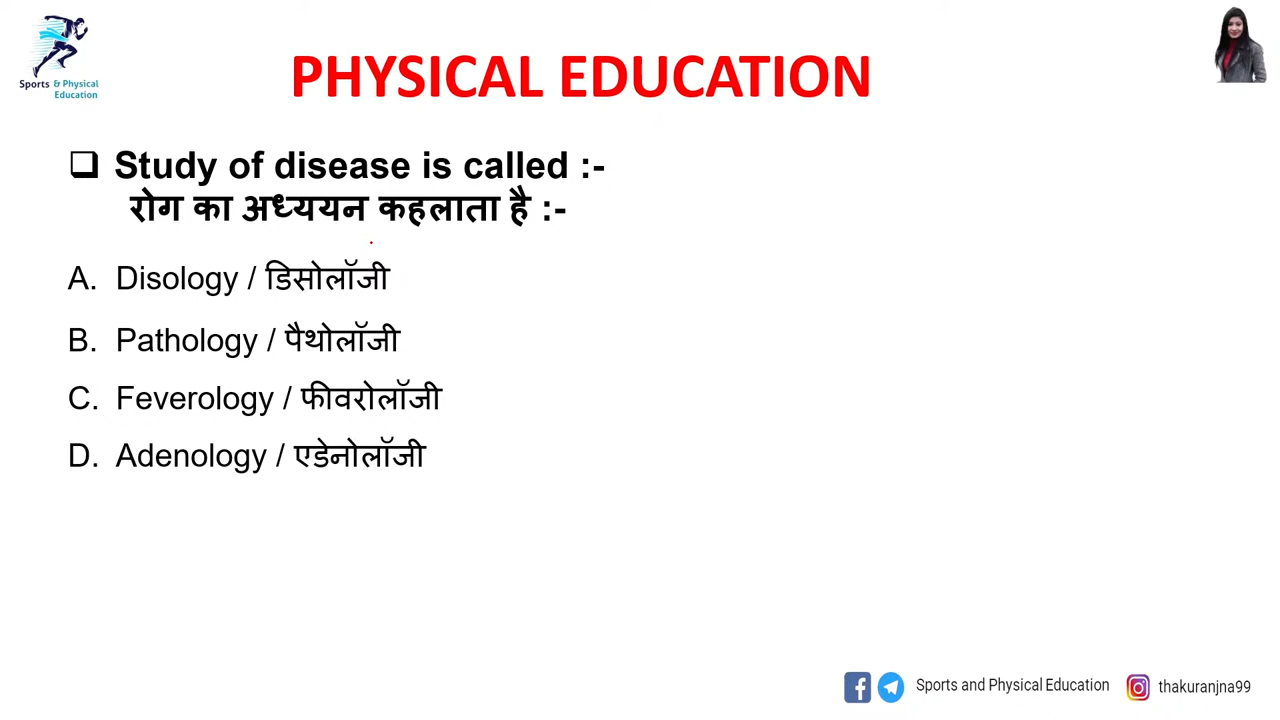 Sports & Physical
Education
PHYSICAL EDUCATION
❑ Study of disease is called :-
रोग का अध्ययन कहलाता है :-
A. Disology / डिसोलॉजी
B. Pathology / पैथोलॉजी
C. Feverology / फीवरोलॉजी
D. Adenology / एडेनोलॉजी
Sports and Physical Education thakuranjna99